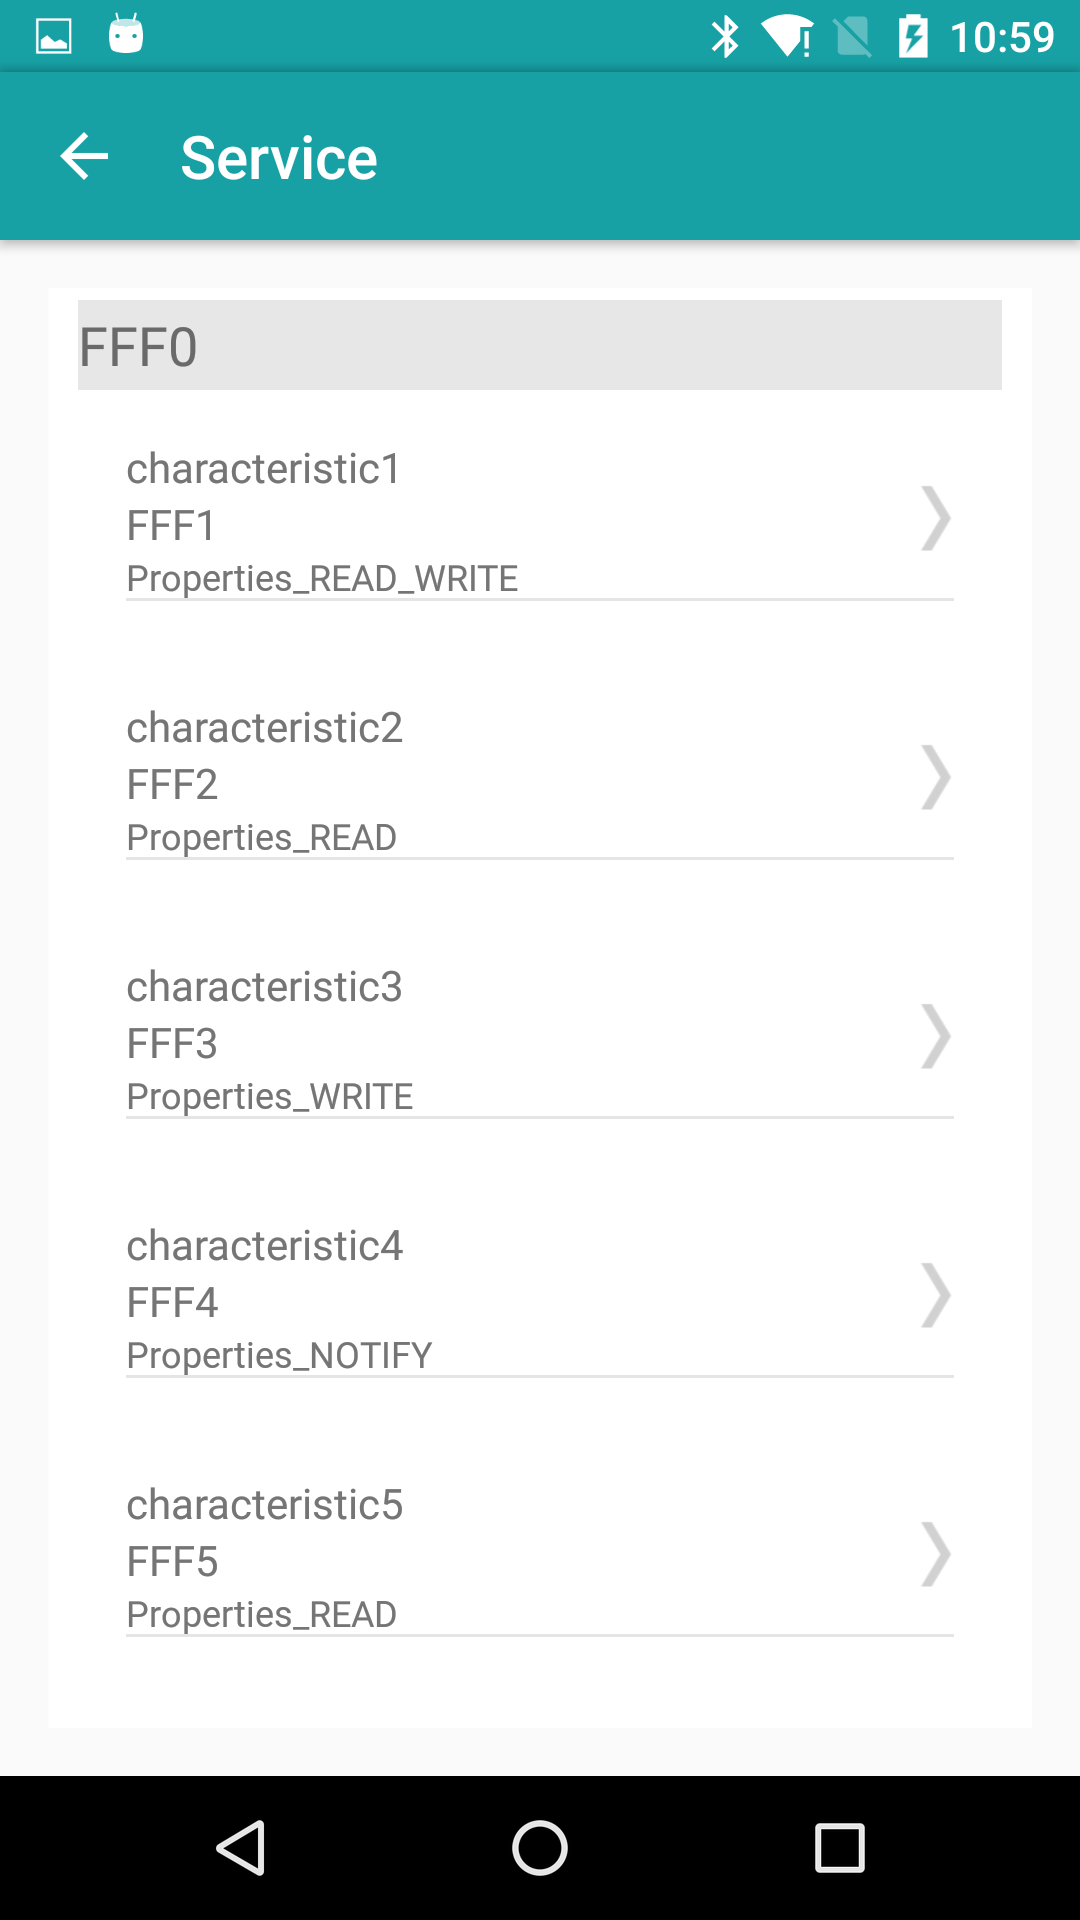 10:59
Service
FFF0
characteristic1
FFF1
Properties_READ_WRITE
characteristic2
FFF2
Properties_READ
characteristic3
FFF3
Properties_WRITE
characteristic4
FFF4
Properties_NOTIFY
characteristic5
FFF5
Properties_READ